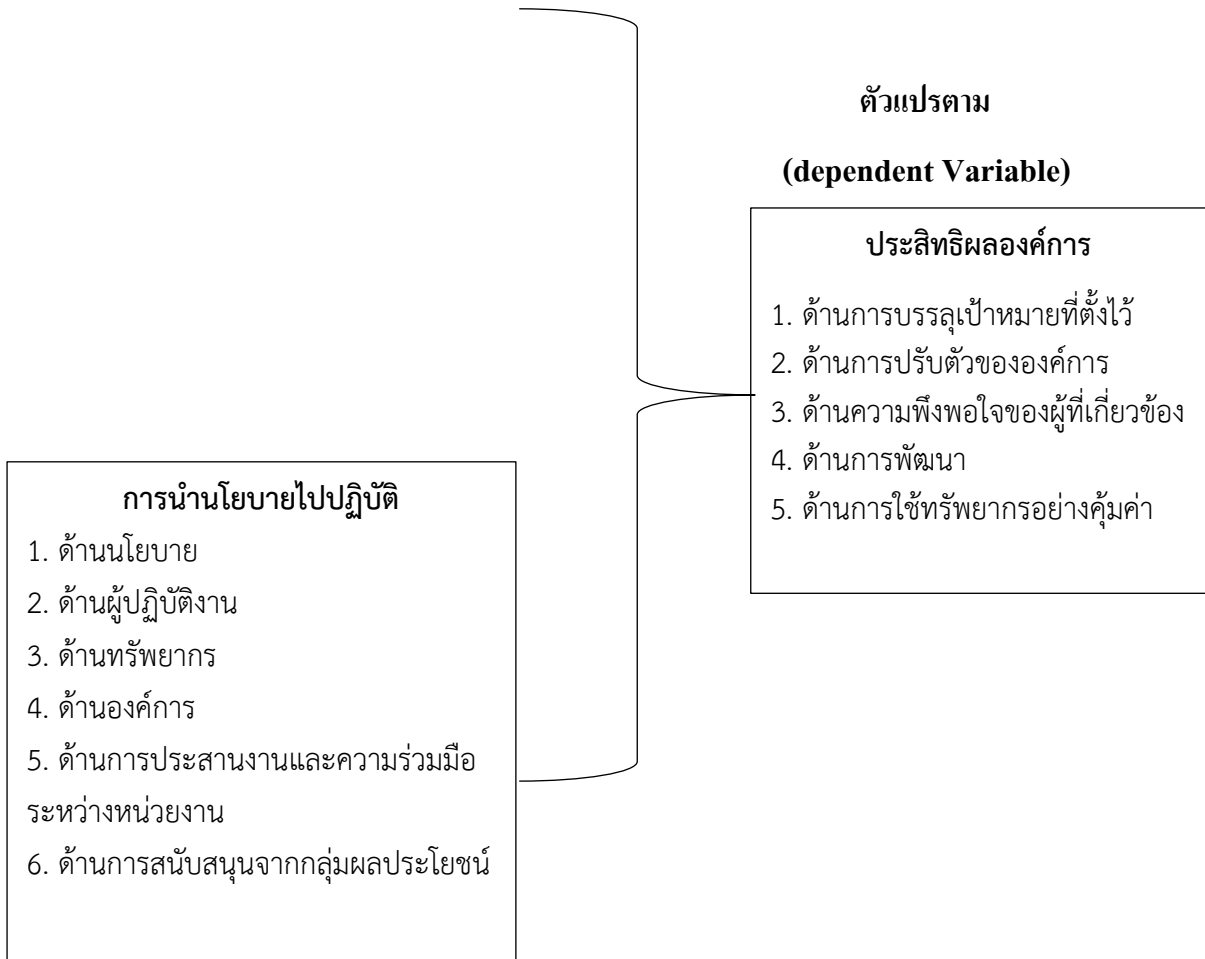 ตัวแปรตาม
(dependent Variable)
ประสิทธิผลองค์การ
1. ด้านการบรรลุเป้าหมายที่ตั้งไว้
2. ด้านการปรับตัวขององค์การ
3. ด้านความพึงพอใจของผู้ที่เกี่ยวข้อง
4. ด้านการพัฒนา
5. ด้านการใช้ทรัพยากรอย่างคุ้มค่า
การนำนโยบายไปปฏิบัติ
1. ด้านนโยบาย
2. ด้านผู้ปฏิบัติงาน
3. ด้านทรัพยากร
4. ด้านองค์การ
5. ด้านการประสานงานและความร่วมมือ
ระหว่างหน่วยงาน
6. ด้านการสนับสนุนจากกลุ่มผลประโยชน์